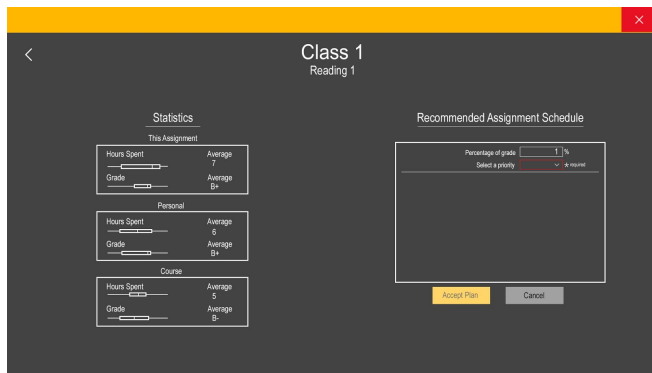 Class 1
Reading 1
Statistics
This Assignment
Hours Spent Average
7
Grade Average
B+
Personal
Hours Spent Average
6
Grade Average
B+
Course
Hours Spent Average
5
Grade Average
B-
Recommended Assignment Schedule
Percentage of grade 1 %
Select a priority * required
Accept Plan Cancel